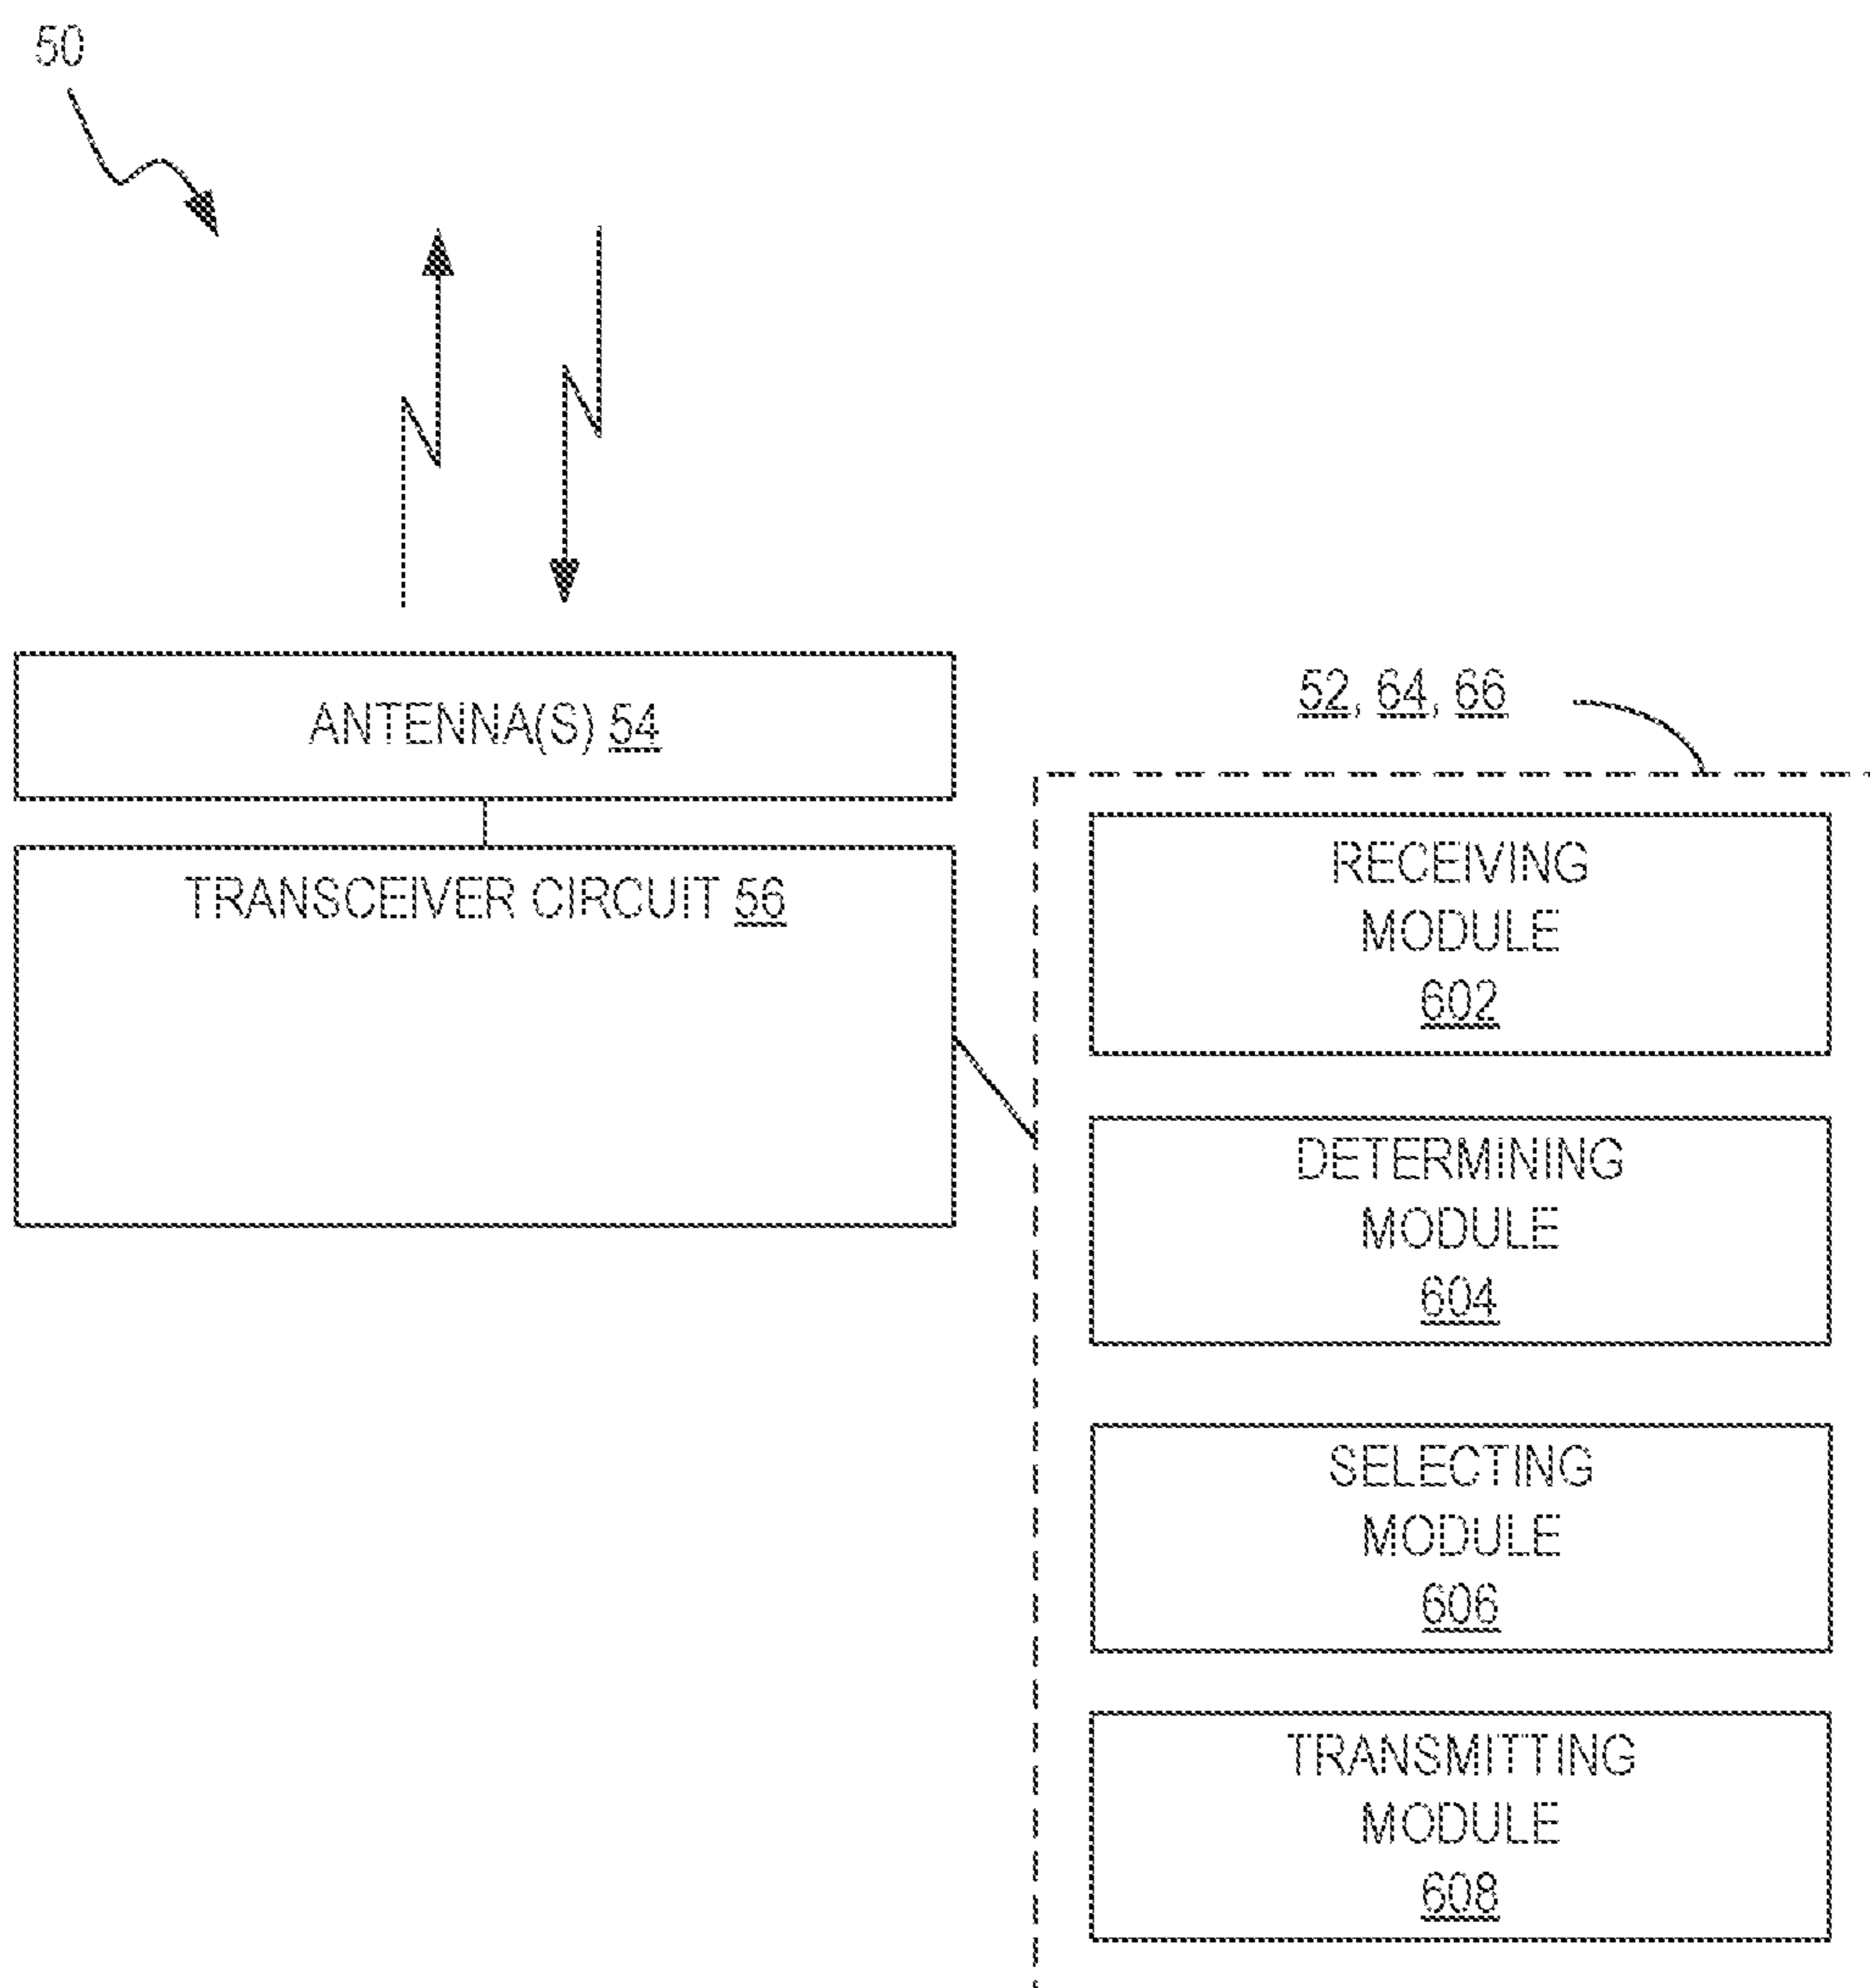 50
ANTENNA(S) 54
52, 64, 66
TRANSCEIVER CIRCUIT 56
RECEIVING
MODULE
602
DETERMINING
MODULE
604
SELECTING
MODULE
606
TRANSMITTING
MODULE
608